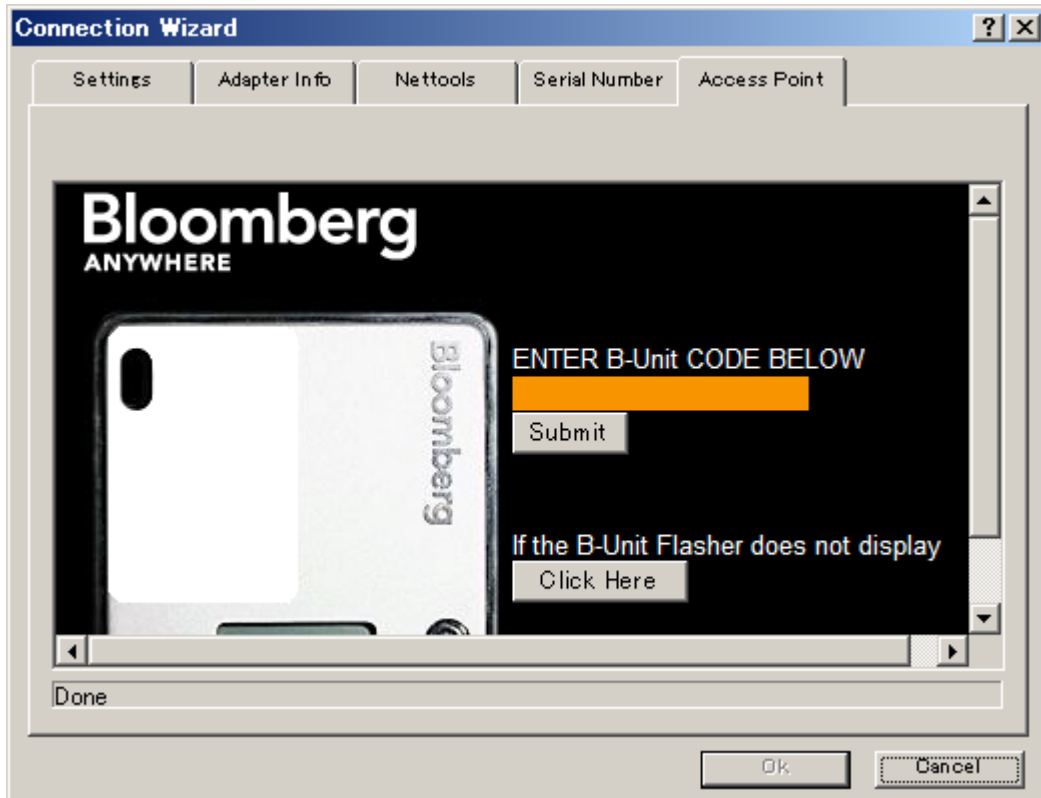 Connection Wizard
Settings
Adapter Info
Nettools
Serial Number
Access Point
Bloomberg
ANYWHERE
Bloomberg
ENTER B-Unit CODE BELOW
Submit
If the B-Unit Flasher does not display
Click Here
Done
Ok
Cancel